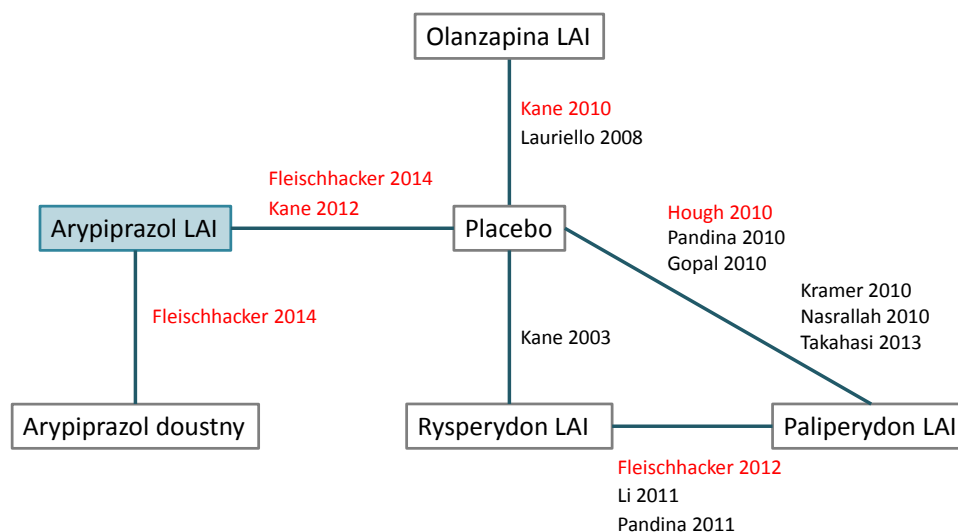 Olanzapina LAI
Kane 2010
Lauriello 2008
Fleischhacker 2014
Kane 2012
Arypiprazol LAI
Placebo
Hough 2010
Pandina 2010
Gopal 2010
Kramer 2010
Nasrallah 2010
Takahasi 2013
Fleischhacker 2014
Kane 2003
Arypiprazol doustny
Rysperydon LAI
Paliperydon LAI
Fleischhacker 2012
Li 2011
Pandina 2011